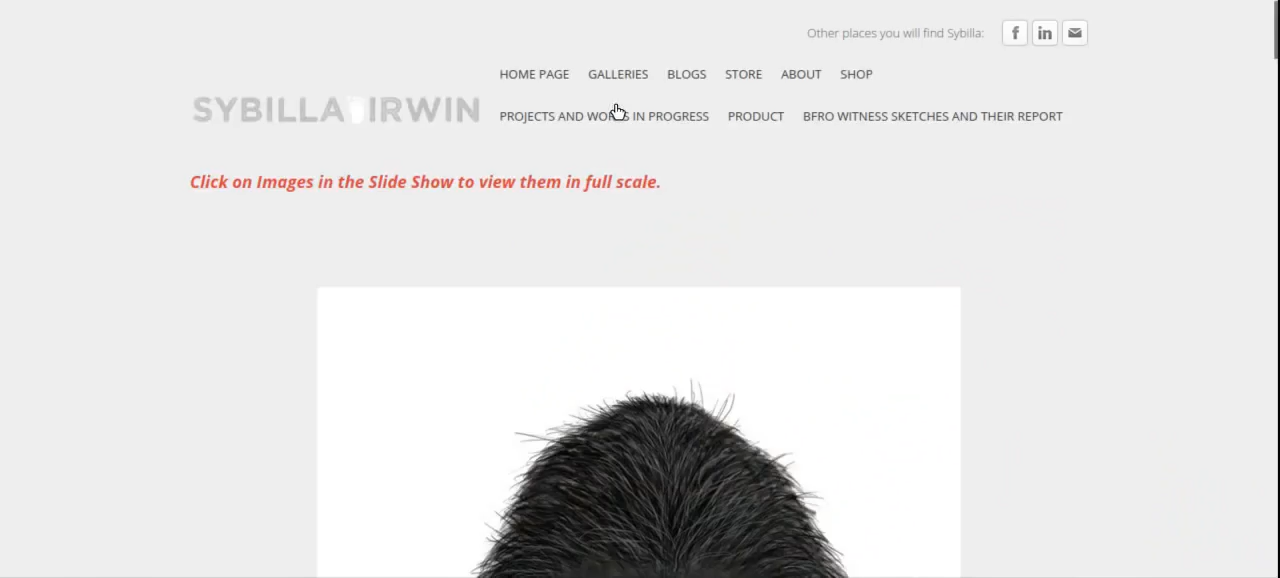 Other places you will find Sybilla:
HOME PAGE GALLERIES BLOGS STORE ABOUT SHOP
SYBILLA IRWIN
PROJECTS AND WORKS IN PROGRESS PRODUCT BFRO WITNESS SKETCHES AND THEIR REPORT
Click on Images in the Slide Show to view them in full scale.